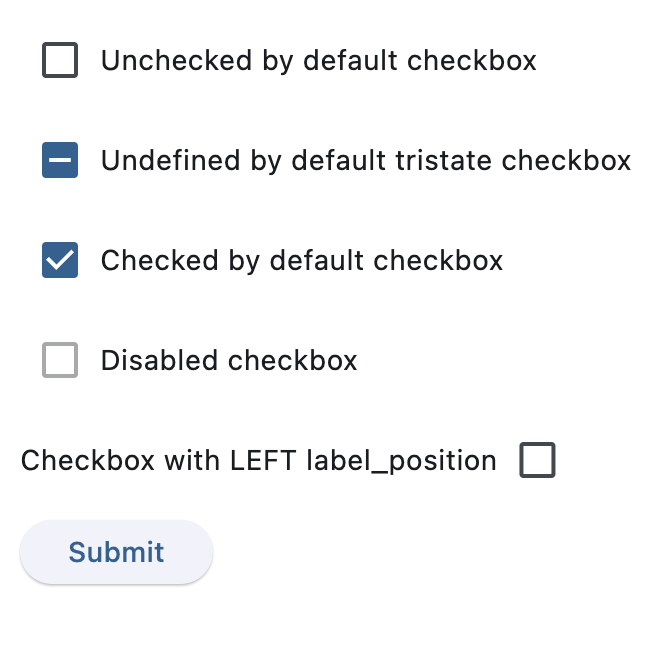 Unchecked by default checkbox
Undefined by default tristate checkbox
Checked by default checkbox
Disabled checkbox
Checkbox with LEFT label_position
Submit